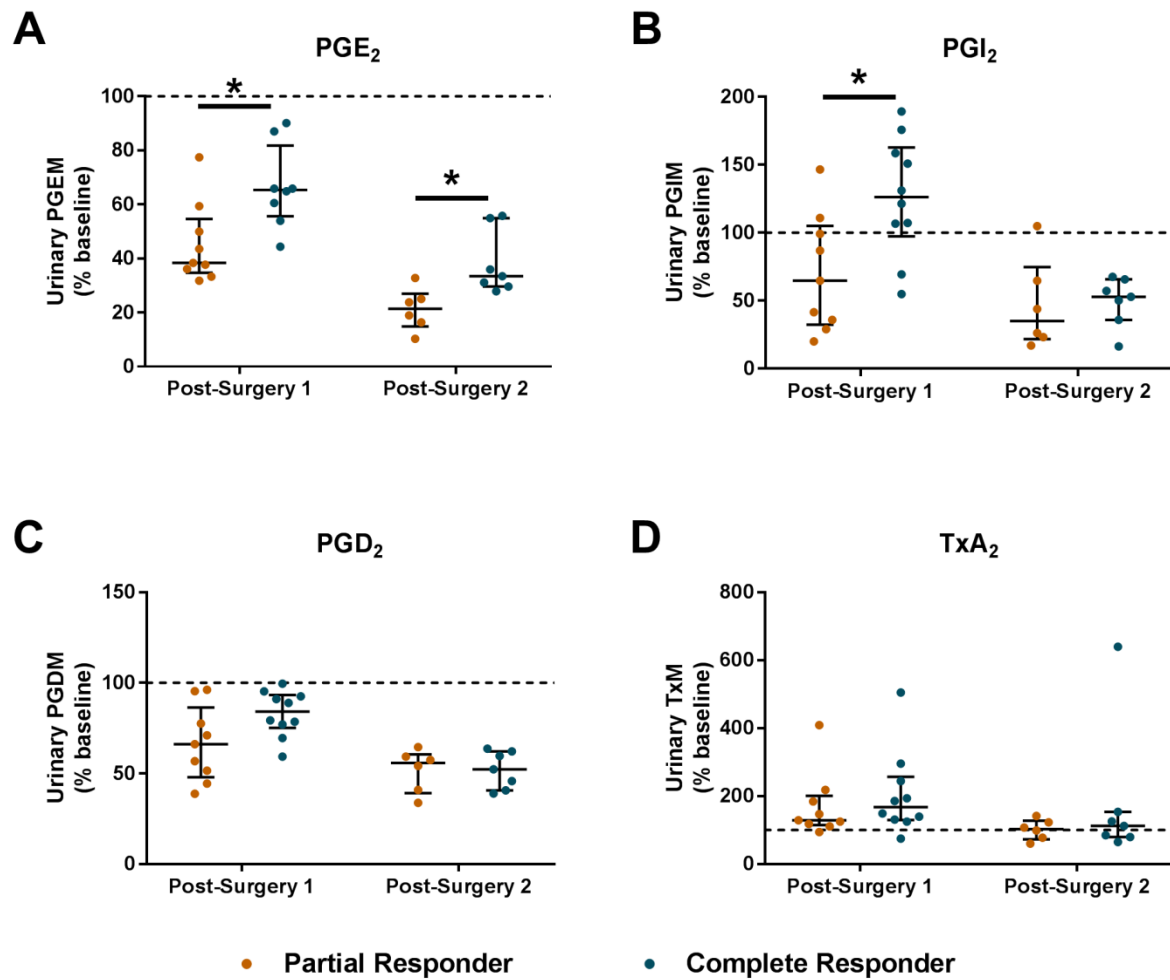 A
PGE₂
Urinary PGEM
(% baseline)
100
80
60
40
20
0
*
*
Post-Surgery 1
Post-Surgery 2
B
PGI₂
Urinary PGIM
(% baseline)
200
150
100
50
0
*
Post-Surgery 1
Post-Surgery 2
C
PGD₂
Urinary PGDM
(% baseline)
150
100
50
0
Post-Surgery 1
Post-Surgery 2
D
TxA₂
Urinary TxM
(% baseline)
800
600
400
200
0
Post-Surgery 1
Post-Surgery 2
Partial Responder
Complete Responder